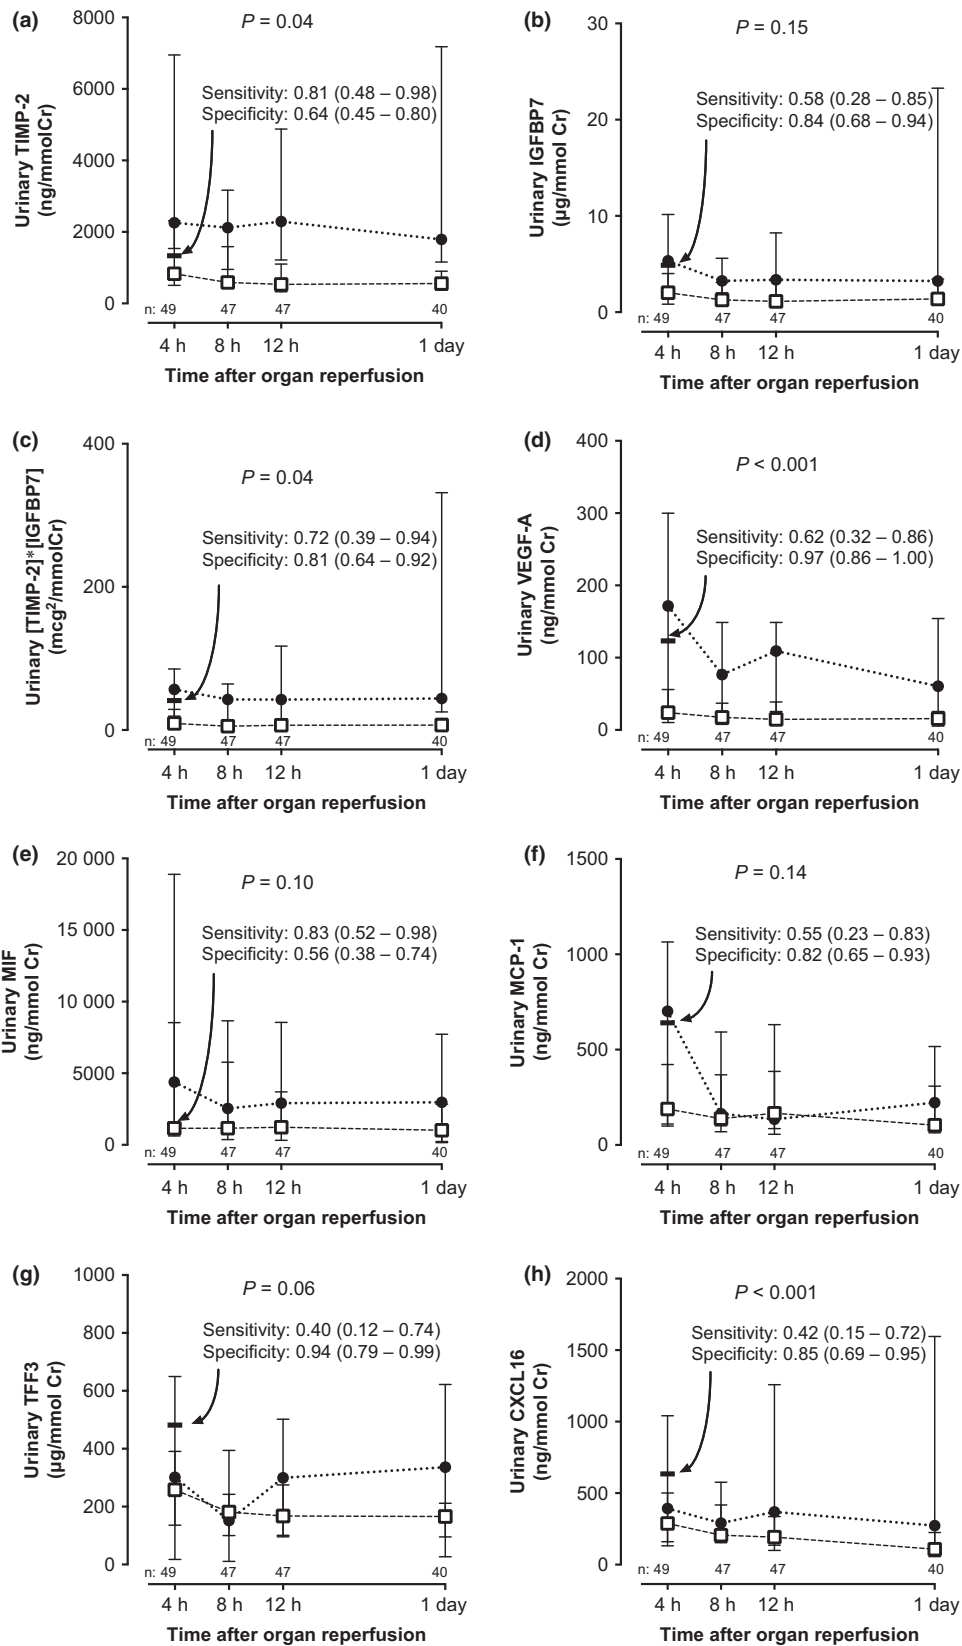 (a)
8000
6000
4000
2000
0
Urinary TIMP-2
(ng/mmolCr)
P = 0.04
Sensitivity: 0.81 (0.48 – 0.98)
Specificity: 0.64 (0.45 – 0.80)
n: 49 47 47 40
4 h 8 h 12 h 1 day
Time after organ reperfusion
(b)
30
20
10
0
Urinary IGFBP7
(µg/mmol Cr)
P = 0.15
Sensitivity: 0.58 (0.28 – 0.85)
Specificity: 0.84 (0.68 – 0.94)
n: 49 47 47 40
4 h 8 h 12 h 1 day
Time after organ reperfusion
(c)
400
200
0
Urinary [TIMP-2]*[IGFBP7]
(mcg²/mmolCr)
P = 0.04
Sensitivity: 0.72 (0.39 – 0.94)
Specificity: 0.81 (0.64 – 0.92)
n: 49 47 47 40
4 h 8 h 12 h 1 day
Time after organ reperfusion
(d)
400
300
200
100
0
Urinary VEGF-A
(ng/mmol Cr)
P < 0.001
Sensitivity: 0.62 (0.32 – 0.86)
Specificity: 0.97 (0.86 – 1.00)
n: 49 47 47 40
4 h 8 h 12 h 1 day
Time after organ reperfusion
(e)
20 000
15 000
10 000
5000
0
Urinary MIF
(ng/mmol Cr)
P = 0.10
Sensitivity: 0.83 (0.52 – 0.98)
Specificity: 0.56 (0.38 – 0.74)
n: 49 47 47 40
4 h 8 h 12 h 1 day
Time after organ reperfusion
(f)
1500
1000
500
0
Urinary MCP-1
(ng/mmol Cr)
P = 0.14
Sensitivity: 0.55 (0.23 – 0.83)
Specificity: 0.82 (0.65 – 0.93)
n: 49 47 47 40
4 h 8 h 12 h 1 day
Time after organ reperfusion
(g)
1000
800
600
400
200
0
Urinary TFF3
(µg/mmol Cr)
P = 0.06
Sensitivity: 0.40 (0.12 – 0.74)
Specificity: 0.94 (0.79 – 0.99)
n: 49 47 47 40
4 h 8 h 12 h 1 day
Time after organ reperfusion
(h)
2000
1500
1000
500
0
Urinary CXCL16
(ng/mmol Cr)
P < 0.001
Sensitivity: 0.42 (0.15 – 0.72)
Specificity: 0.85 (0.69 – 0.95)
n: 49 47 47 40
4 h 8 h 12 h 1 day
Time after organ reperfusion